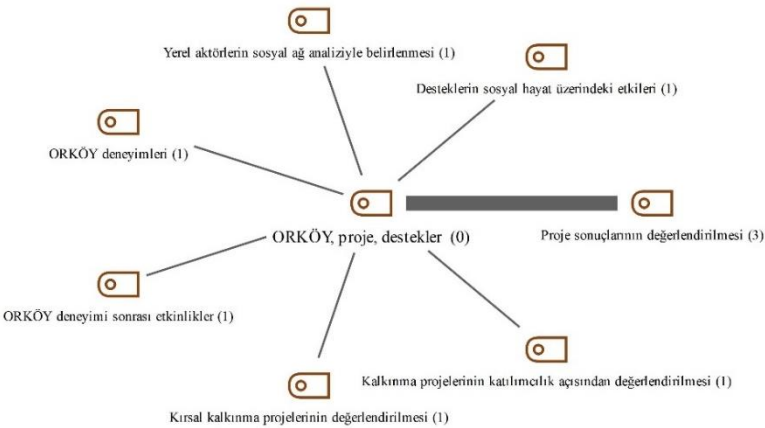 Yerel aktörlerin sosyal ağ analiziyle belirlenmesi (1)
Desteklerin sosyal hayat üzerindeki etkileri (1)
ORKÖY deneyimleri (1)
ORKÖY, proje, destekler (0)
Proje sonuçlarının değerlendirilmesi (3)
ORKÖY deneyimi sonrası etkinlikler (1)
Kalkınma projelerinin katılımcılık açısından değerlendirilmesi (1)
Kırsal kalkınma projelerinin değerlendirilmesi (1)